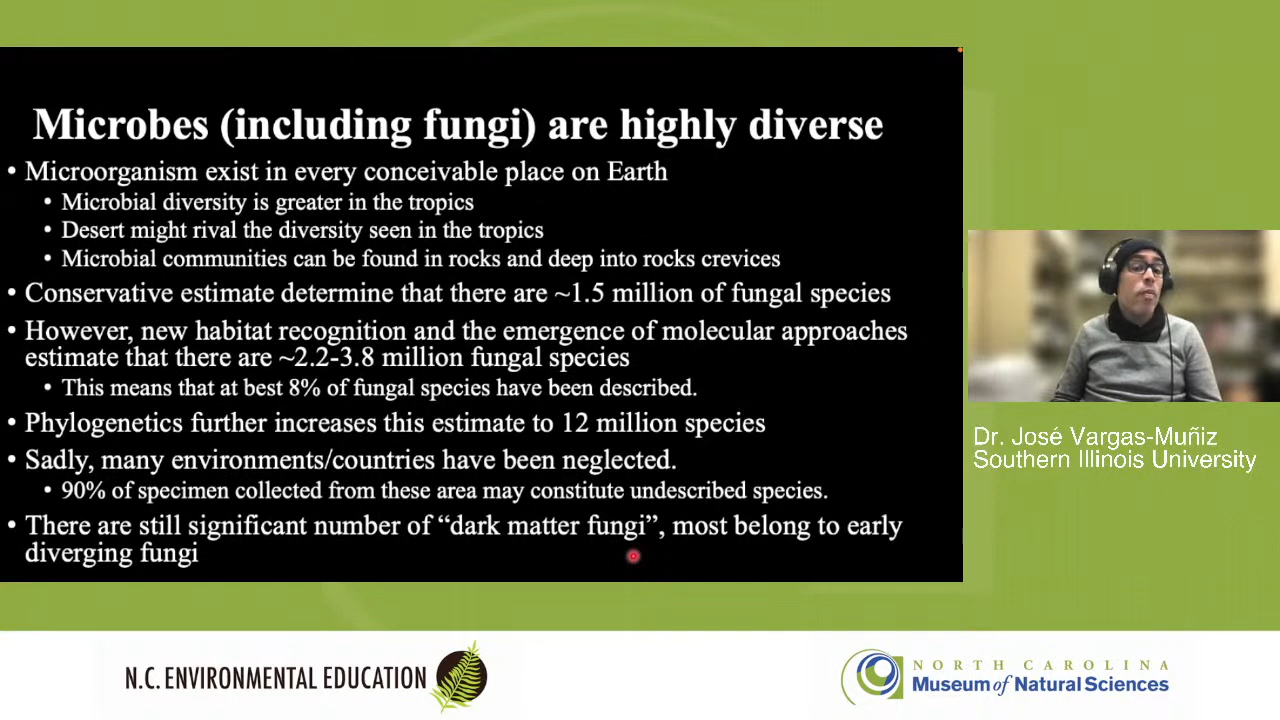 Microbes (including fungi) are highly diverse
• Microorganism exist in every conceivable place on Earth
• Microbial diversity is greater in the tropics
• Desert might rival the diversity seen in the tropics
• Microbial communities can be found in rocks and deep into rocks crevices
• Conservative estimate determine that there are ~1.5 million of fungal species
• However, new habitat recognition and the emergence of molecular approaches
estimate that there are ~2.2-3.8 million fungal species
• This means that at best 8% of fungal species have been described.
• Phylogenetics further increases this estimate to 12 million species
• Sadly, many environments/countries have been neglected.
• 90% of specimen collected from these area may constitute undescribed species.
• There are still significant number of “dark matter fungi”, most belong to early
diverging fungi
Dr. José Vargas-Muñiz
Southern Illinois University
N.C. ENVIRONMENTAL EDUCATION
NORTH CAROLINA
Museum of Natural Sciences